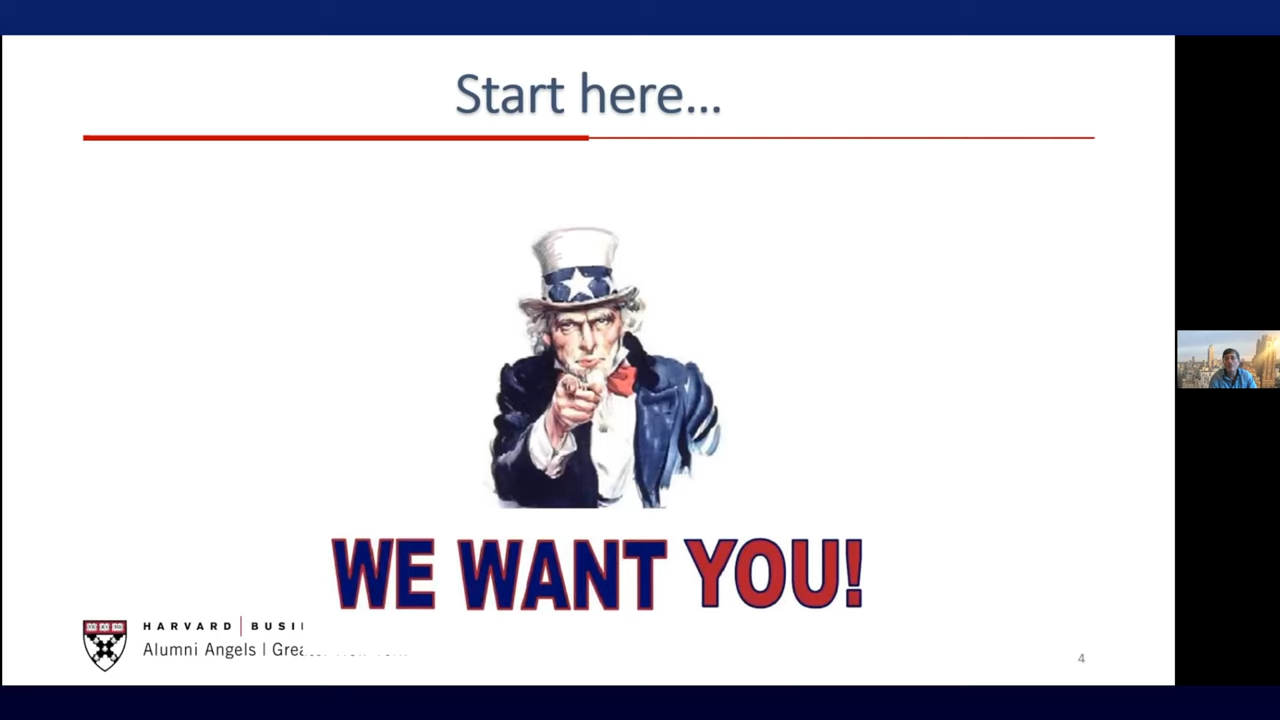 Start here...
WE WANT YOU!
HARVARD | BUSI
Alumni Angels | Grea
4